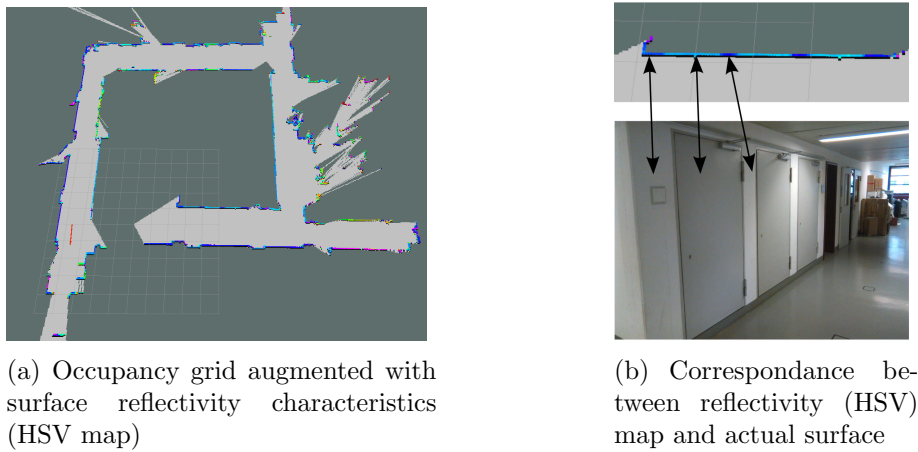 (a) Occupancy grid augmented with
surface reflectivity characteristics
(HSV map)
(b) Correspondance be-
tween reflectivity (HSV)
map and actual surface